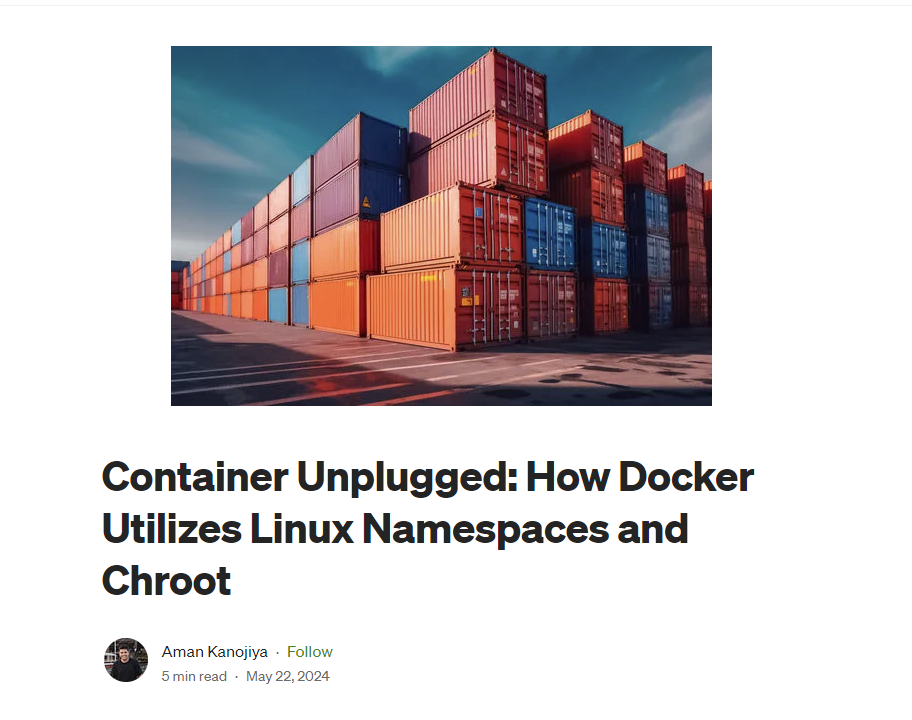 Container Unplugged: How Docker
Utilizes Linux Namespaces and
Chroot
Aman Kanojiya · Follow
5 min read · May 22, 2024